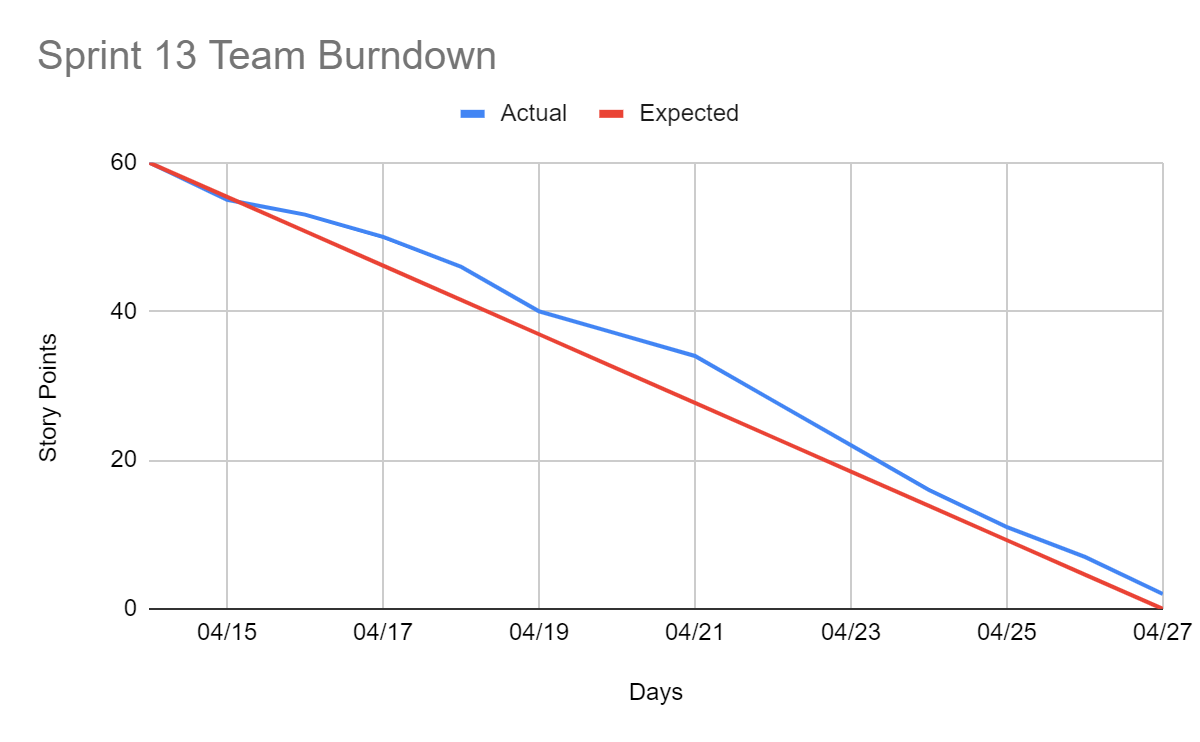 Sprint 13 Team Burndown
Actual Expected
60
40
20
0
Story Points
04/15 04/17 04/19 04/21 04/23 04/25 04/27
Days